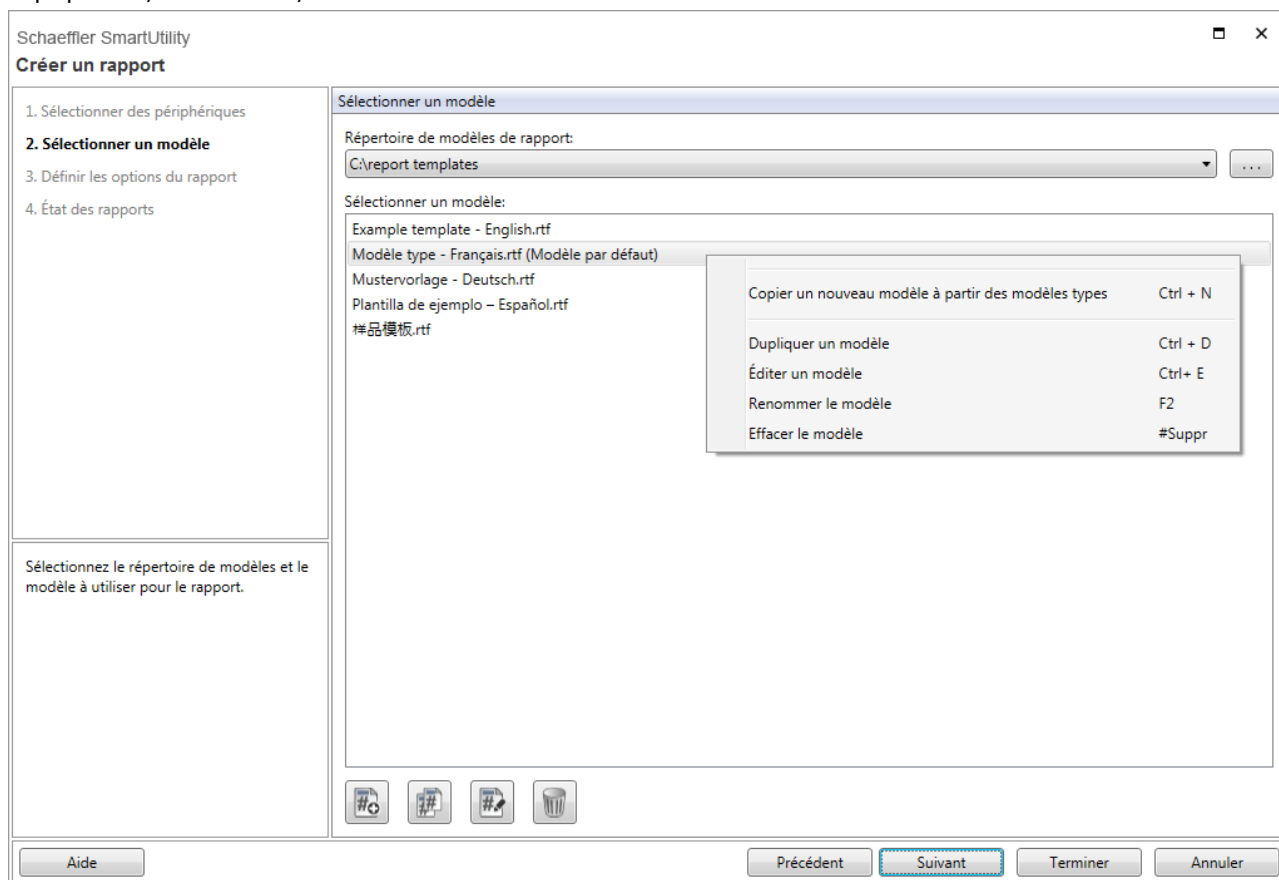 Schaeffler SmartUtility
Créer un rapport
1. Sélectionner des périphériques
2. Sélectionner un modèle
3. Définir les options du rapport
4. État des rapports
Sélectionnez le répertoire de modèles et le
modèle à utiliser pour le rapport.
Sélectionner un modèle
Répertoire de modèles de rapport:
C:\report templates
...
Sélectionner un modèle:
Example template - English.rtf
Modèle type - Français.rtf (Modèle par défaut)
Mustervorlage - Deutsch.rtf
Plantilla de ejemplo – Español.rtf
样品模板.rtf
Copier un nouveau modèle à partir des modèles types Ctrl + N
Dupliquer un modèle Ctrl + D
Éditer un modèle Ctrl+ E
Renommer le modèle F2
Effacer le modèle #Suppr
Aide Précédent Suivant Terminer Annuler